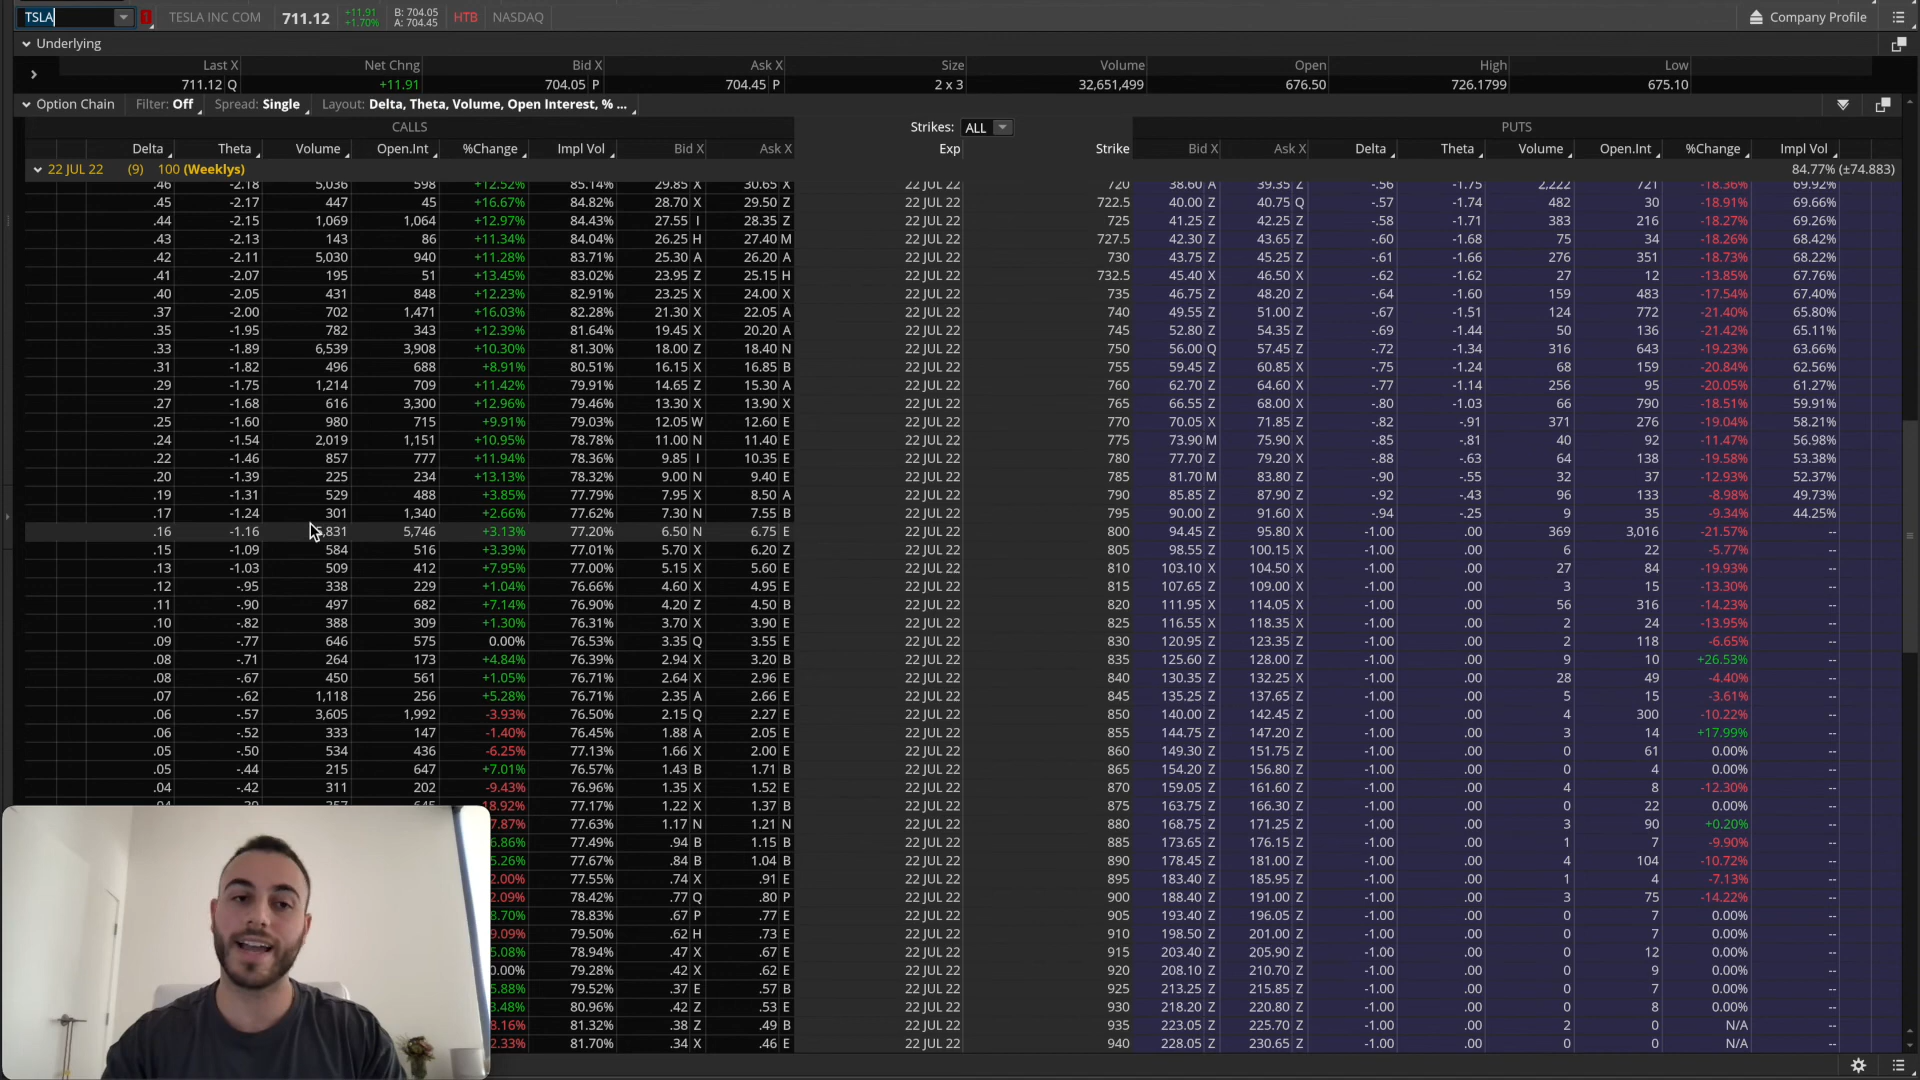 TSLA TESLA INC COM 711.12 +11.91 +1.70% B: 704.05 A: 704.45 HTB NASDAQ Company Profile
Underlying
Last X Net Chng Bid X Ask X Size Volume Open High Low
711.12 Q +11.91 704.05 P 704.45 P 2 x 3 32,651,499 676.50 726.1799 675.10
Option Chain Filter: Off Spread: Single Layout: Delta, Theta, Volume, Open Interest, % ...
CALLS Strikes: ALL PUTS
Delta Theta Volume Open.Int %Change Impl Vol Bid X Ask X Exp Strike Bid X Ask X Delta Theta Volume Open.Int %Change Impl Vol
22 JUL 22 (9) 100 (Weeklys) 84.77% (±74.883)
.46 -2.18 5,036 598 +12.52% 85.14% 29.85 X 30.65 X 22 JUL 22 720 38.60 A 39.35 Z -.56 -1.75 2,222 721 -18.36% 69.92%
.45 -2.17 447 45 +16.67% 84.82% 28.70 X 29.50 Z 22 JUL 22 722.5 40.00 Z 40.75 Q -.57 -1.74 482 30 -18.91% 69.66%
.44 -2.15 1,069 1,064 +12.97% 84.43% 27.55 I 28.35 Z 22 JUL 22 725 41.25 Z 42.25 Z -.58 -1.71 383 216 -18.27% 69.26%
.43 -2.13 143 86 +11.34% 84.04% 26.25 H 27.40 M 22 JUL 22 727.5 42.30 Z 43.65 Z -.60 -1.68 75 34 -18.26% 68.42%
.42 -2.11 5,030 940 +11.28% 83.71% 25.30 A 26.20 A 22 JUL 22 730 43.75 Z 45.25 Z -.61 -1.66 276 351 -18.73% 68.22%
.41 -2.07 195 51 +13.45% 83.02% 23.95 Z 25.15 H 22 JUL 22 732.5 45.40 X 46.50 X -.62 -1.62 27 12 -13.85% 67.76%
.40 -2.05 431 848 +12.23% 82.91% 23.25 X 24.00 X 22 JUL 22 735 46.75 Z 48.20 Z -.64 -1.60 159 483 -17.54% 67.40%
.37 -2.00 702 1,471 +16.03% 82.28% 21.30 X 22.05 A 22 JUL 22 740 49.55 Z 51.00 Z -.67 -1.51 124 772 -21.40% 65.80%
.35 -1.95 782 343 +12.39% 81.64% 19.45 X 20.20 A 22 JUL 22 745 52.80 Z 54.35 Z -.69 -1.44 50 136 -21.42% 65.11%
.33 -1.89 6,539 3,908 +10.30% 81.30% 18.00 Z 18.40 N 22 JUL 22 750 56.00 Q 57.45 Z -.72 -1.34 316 643 -19.23% 63.66%
.31 -1.82 496 688 +8.91% 80.51% 16.15 X 16.85 B 22 JUL 22 755 59.45 Z 60.85 X -.75 -1.24 68 159 -20.84% 62.56%
.29 -1.75 1,214 709 +11.42% 79.91% 14.65 Z 15.30 A 22 JUL 22 760 62.70 Z 64.60 X -.77 -1.14 256 95 -20.05% 61.27%
.27 -1.68 616 3,300 +12.96% 79.46% 13.30 X 13.90 X 22 JUL 22 765 66.55 Z 68.00 X -.80 -1.03 66 790 -18.51% 59.91%
.25 -1.60 980 715 +9.91% 79.03% 12.05 W 12.60 E 22 JUL 22 770 70.05 X 71.85 Z -.82 -.91 371 276 -19.04% 58.21%
.24 -1.54 2,019 1,151 +10.95% 78.78% 11.00 N 11.40 E 22 JUL 22 775 73.90 M 75.90 X -.85 -.81 40 92 -11.47% 56.98%
.22 -1.46 857 777 +11.94% 78.36% 9.85 I 10.35 E 22 JUL 22 780 77.70 Z 79.20 X -.88 -.63 64 138 -19.58% 53.38%
.20 -1.39 225 234 +13.13% 78.32% 9.00 N 9.40 E 22 JUL 22 785 81.70 M 83.80 Z -.90 -.55 32 37 -12.93% 52.37%
.19 -1.31 529 488 +3.85% 77.79% 7.95 X 8.50 A 22 JUL 22 790 85.85 Z 87.90 Z -.92 -.43 96 133 -8.98% 49.73%
.17 -1.24 301 1,340 +2.66% 77.62% 7.30 N 7.55 B 22 JUL 22 795 90.00 Z 91.60 X -.94 -.25 9 35 -9.34% 44.25%
.16 -1.16 ,831 5,746 +3.13% 77.20% 6.50 N 6.75 E 22 JUL 22 800 94.45 Z 95.80 X -1.00 .00 369 3,016 -21.57% --
.15 -1.09 584 516 +3.39% 77.01% 5.70 X 6.20 Z 22 JUL 22 805 98.55 Z 100.15 X -1.00 .00 6 22 -5.77% --
.13 -1.03 509 412 +7.95% 77.00% 5.15 X 5.60 E 22 JUL 22 810 103.10 X 104.50 X -1.00 .00 27 84 -19.93% --
.12 -.95 338 229 +1.04% 76.66% 4.60 X 4.95 E 22 JUL 22 815 107.65 Z 109.00 X -1.00 .00 3 15 -13.30% --
.11 -.90 497 682 +7.14% 76.90% 4.20 Z 4.50 B 22 JUL 22 820 111.95 X 114.05 X -1.00 .00 56 316 -14.23% --
.10 -.82 388 309 +1.30% 76.31% 3.70 X 3.90 E 22 JUL 22 825 116.55 X 118.35 X -1.00 .00 2 24 -13.95% --
.09 -.77 646 575 0.00% 76.53% 3.35 Q 3.55 E 22 JUL 22 830 120.95 Z 123.35 X -1.00 .00 2 118 -6.65% --
.08 -.71 264 173 +4.84% 76.39% 2.94 X 3.20 B 22 JUL 22 835 125.60 Z 128.00 Z -1.00 .00 9 10 +26.53% --
.08 -.67 450 561 +1.05% 76.71% 2.64 X 2.96 E 22 JUL 22 840 130.35 Z 132.25 X -1.00 .00 28 49 -4.40% --
.07 -.62 1,118 256 +5.28% 76.71% 2.35 A 2.66 E 22 JUL 22 845 135.25 Z 137.65 Z -1.00 .00 5 15 -3.61% --
.06 -.57 3,605 1,992 -3.93% 76.50% 2.15 Q 2.27 E 22 JUL 22 850 140.00 Z 142.45 Z -1.00 .00 4 300 -10.22% --
.06 -.52 333 147 -1.40% 76.45% 1.88 A 2.05 E 22 JUL 22 855 144.75 Z 147.20 Z -1.00 .00 3 14 +17.99% --
.05 -.50 534 436 -6.25% 77.13% 1.66 X 2.00 E 22 JUL 22 860 149.30 Z 151.75 Z -1.00 .00 0 61 0.00% --
.05 -.44 215 647 +7.01% 76.57% 1.43 B 1.71 B 22 JUL 22 865 154.20 Z 156.80 Z -1.00 .00 0 4 0.00% --
.04 -.42 311 202 -9.43% 76.96% 1.35 X 1.52 E 22 JUL 22 870 159.05 Z 161.60 Z -1.00 .00 4 8 -12.30% --
18.92% 77.17% 1.22 X 1.37 B 22 JUL 22 875 163.75 Z 166.30 Z -1.00 .00 0 22 0.00% --
7.87% 77.63% 1.17 N 1.21 N 22 JUL 22 880 168.75 Z 171.25 Z -1.00 .00 3 90 +0.20% --
6.86% 77.49% .94 B 1.15 B 22 JUL 22 885 173.65 Z 176.15 Z -1.00 .00 1 7 -9.90% --
5.26% 77.67% .84 B 1.04 B 22 JUL 22 890 178.45 Z 181.00 Z -1.00 .00 4 104 -10.72% --
2.00% 77.55% .74 X .91 E 22 JUL 22 895 183.40 Z 185.95 Z -1.00 .00 1 4 -7.13% --
2.09% 78.42% .77 Q .80 P 22 JUL 22 900 188.40 Z 191.00 Z -1.00 .00 3 75 -14.22% --
8.70% 78.83% .67 P .77 E 22 JUL 22 905 193.40 Z 196.05 Z -1.00 .00 0 7 0.00% --
9.09% 79.50% .62 H .73 E 22 JUL 22 910 198.50 Z 201.00 Z -1.00 .00 0 7 0.00% --
5.08% 78.94% .47 X .67 E 22 JUL 22 915 203.40 Z 205.90 Z -1.00 .00 0 12 0.00% --
0.00% 79.28% .42 X .62 E 22 JUL 22 920 208.10 Z 210.70 Z -1.00 .00 0 9 0.00% --
5.88% 79.52% .37 E .57 B 22 JUL 22 925 213.25 Z 215.85 Z -1.00 .00 0 7 0.00% --
3.48% 80.96% .42 Z .53 E 22 JUL 22 930 218.20 Z 220.80 Z -1.00 .00 0 8 0.00% --
8.16% 81.32% .38 Z .49 B 22 JUL 22 935 223.05 Z 225.70 Z -1.00 .00 2 0 N/A --
2.33% 81.70% .34 X .46 E 22 JUL 22 940 228.05 Z 230.65 Z -1.00 .00 0 0 N/A --